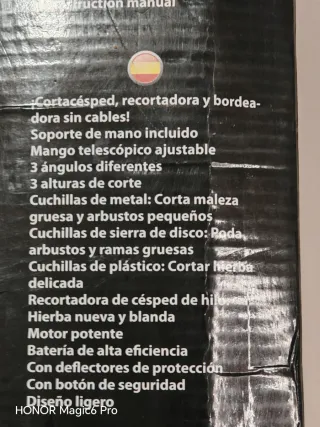 instruction manual
¡Cortacésped, recortadora y bordea-
dora sin cables!
Soporte de mano incluido
Mango telescópico ajustable
3 ángulos diferentes
3 alturas de corte
Cuchillas de metal: Corta maleza
gruesa y arbustos pequeños
Cuchillas de sierra de disco: Poda
arbustos y ramas gruesas
Cuchillas de plástico: Cortar hierba
delicada
Recortadora de césped de hilo
Hierba nueva y blanda
Motor potente
Batería de alta eficiencia
Con deflectores de protección
Con botón de seguridad
Diseño ligero
HONOR Magic6 Pro